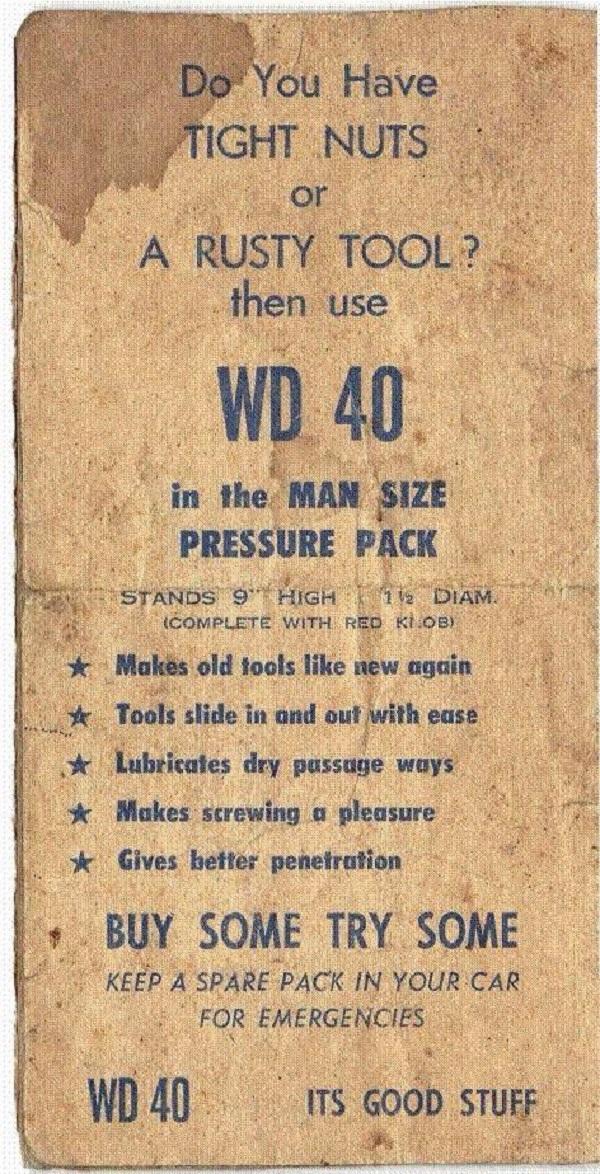 Do You Have
TIGHT NUTS
or
A RUSTY TOOL?
then use
WD 40
in the MAN SIZE
PRESSURE PACK
STANDS 9" HIGH 1½ DIAM.
(COMPLETE WITH RED KNOB)
★ Makes old tools like new again
★ Tools slide in and out with ease
★ Lubricates dry passage ways
★ Makes screwing a pleasure
★ Gives better penetration
BUY SOME TRY SOME
KEEP A SPARE PACK IN YOUR CAR
FOR EMERGENCIES
WD 40 ITS GOOD STUFF